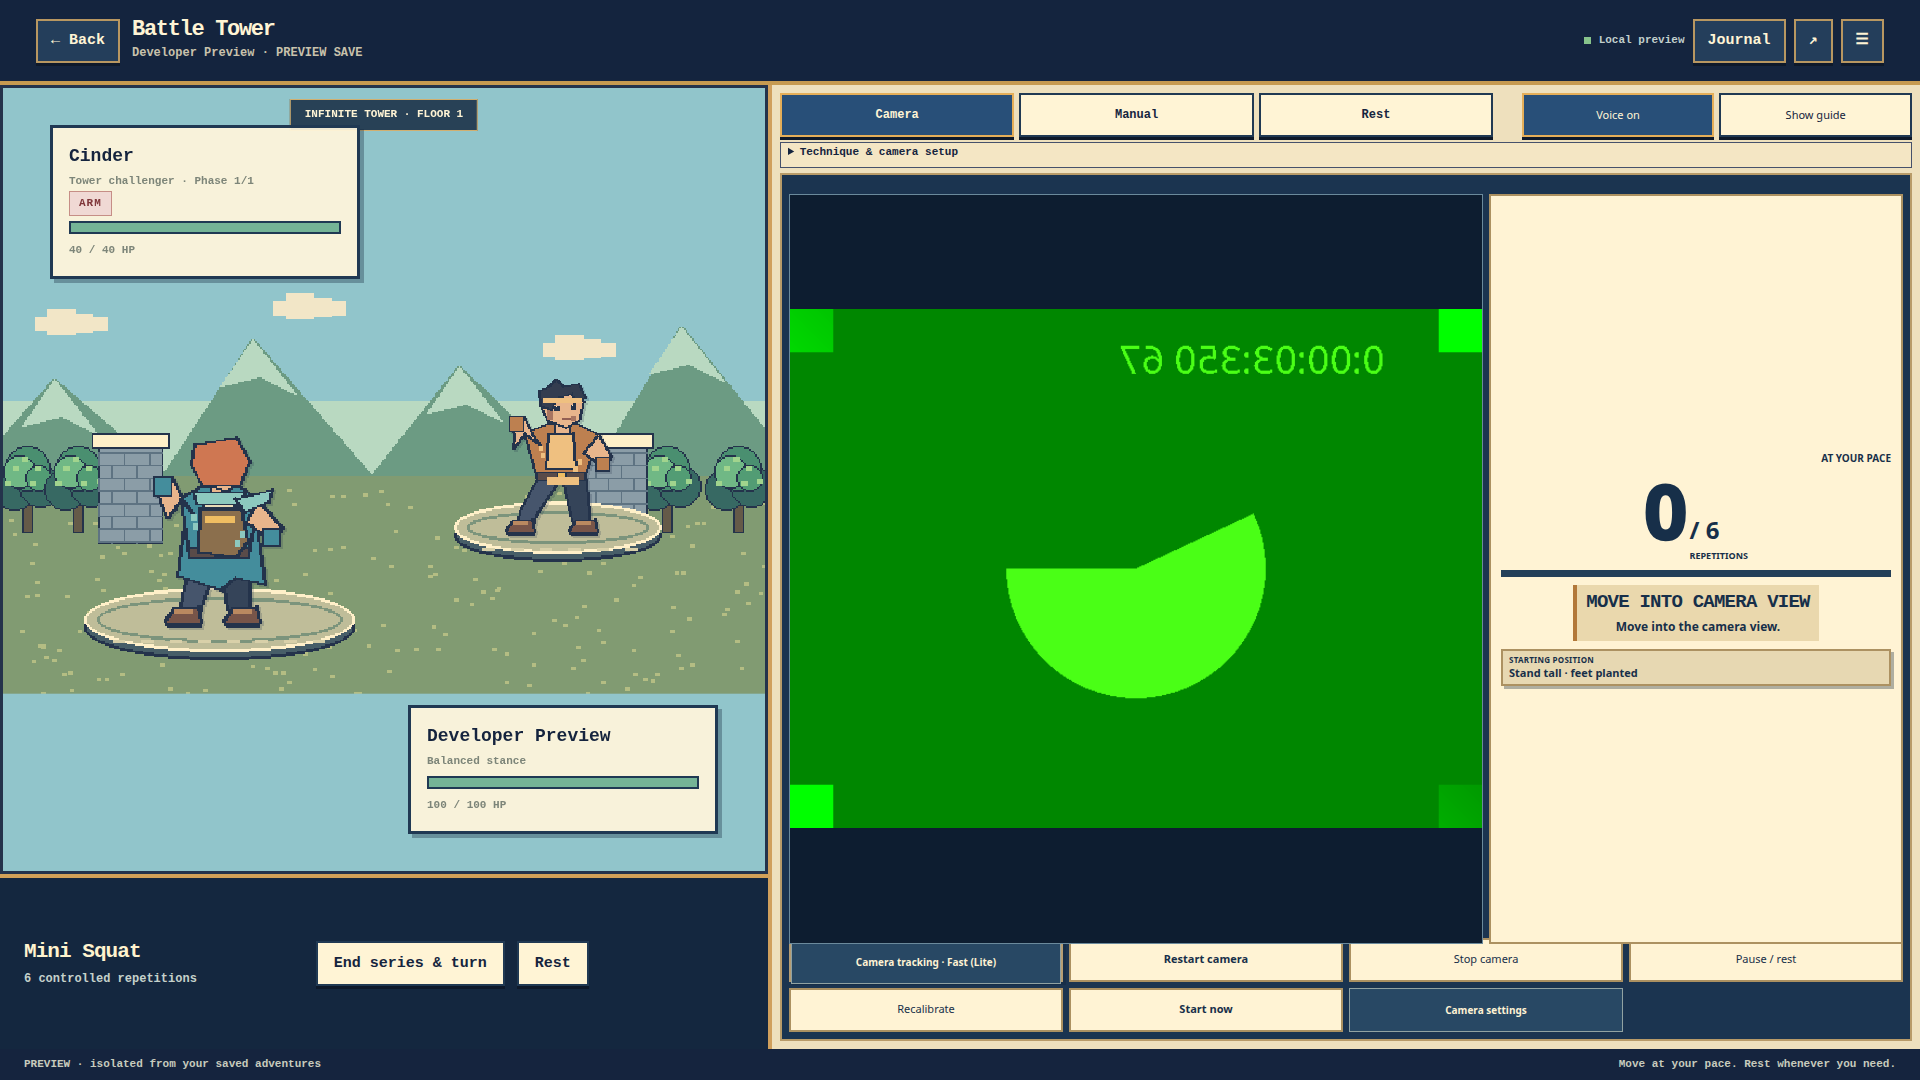 ← Back
Battle Tower
Developer Preview · PREVIEW SAVE
Local preview
Journal
↗
☰
INFINITE TOWER · FLOOR 1
Cinder
Tower challenger · Phase 1/1
ARM
40 / 40 HP
Developer Preview
Balanced stance
100 / 100 HP
Mini Squat
6 controlled repetitions
End series & turn
Rest
Camera
Manual
Rest
Voice on
Show guide
▶ Technique & camera setup
0:00:03:350 67
AT YOUR PACE
0 / 6
REPETITIONS
MOVE INTO CAMERA VIEW
Move into the camera view.
STARTING POSITION
Stand tall · feet planted
Camera tracking · Fast (Lite)
Restart camera
Stop camera
Pause / rest
Recalibrate
Start now
Camera settings
PREVIEW · isolated from your saved adventures
Move at your pace. Rest whenever you need.